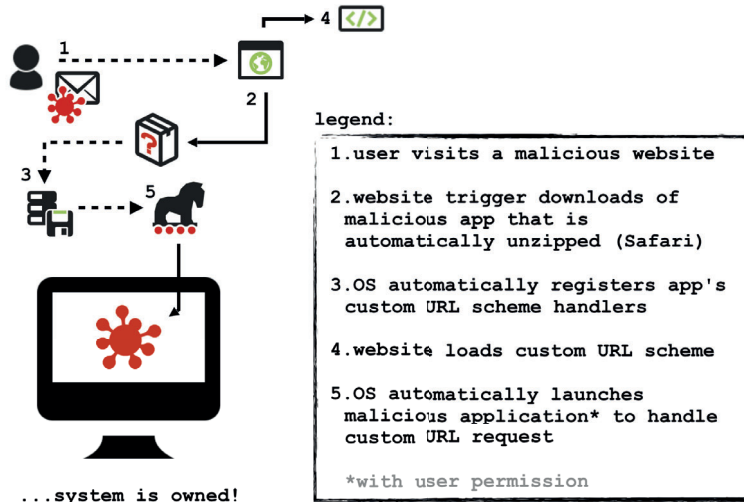 4 </>
1
2
legend:
1.user visits a malicious website
2.website trigger downloads of
malicious app that is
automatically unzipped (Safari)
?
3
5
3.OS automatically registers app's
custom URL scheme handlers
4.website loads custom URL scheme
5.OS automatically launches
malicious application* to handle
custom URL request
*with user permission
...system is owned!